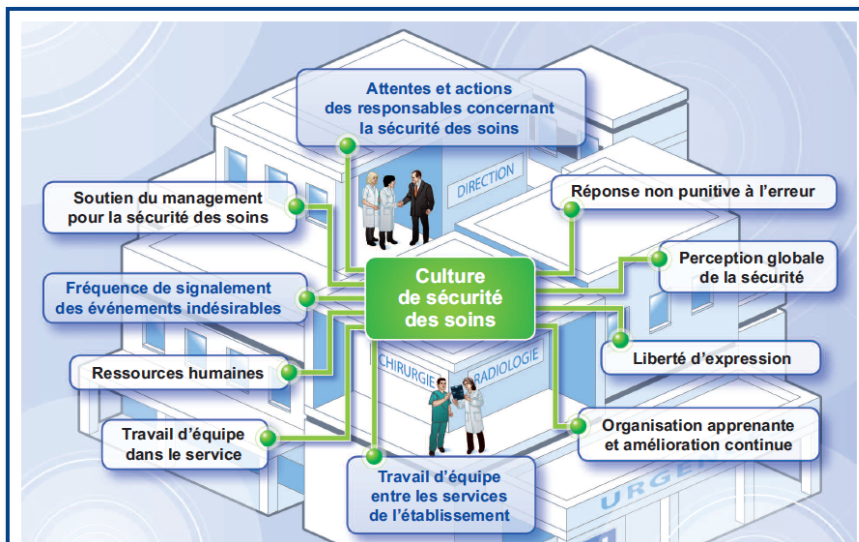 Attentes et actions
des responsables concernant
la sécurité des soins
DIRECTION
Soutien du management
pour la sécurité des soins
Réponse non punitive à l’erreur
Fréquence de signalement
des événements indésirables
Culture
de sécurité
des soins
Perception globale
de la sécurité
Ressources humaines
CHIRURGIE
RADIOLOGIE
Liberté d’expression
Travail d’équipe
dans le service
Organisation apprenante
et amélioration continue
Travail d’équipe
entre les services
de l’établissement
URGEN